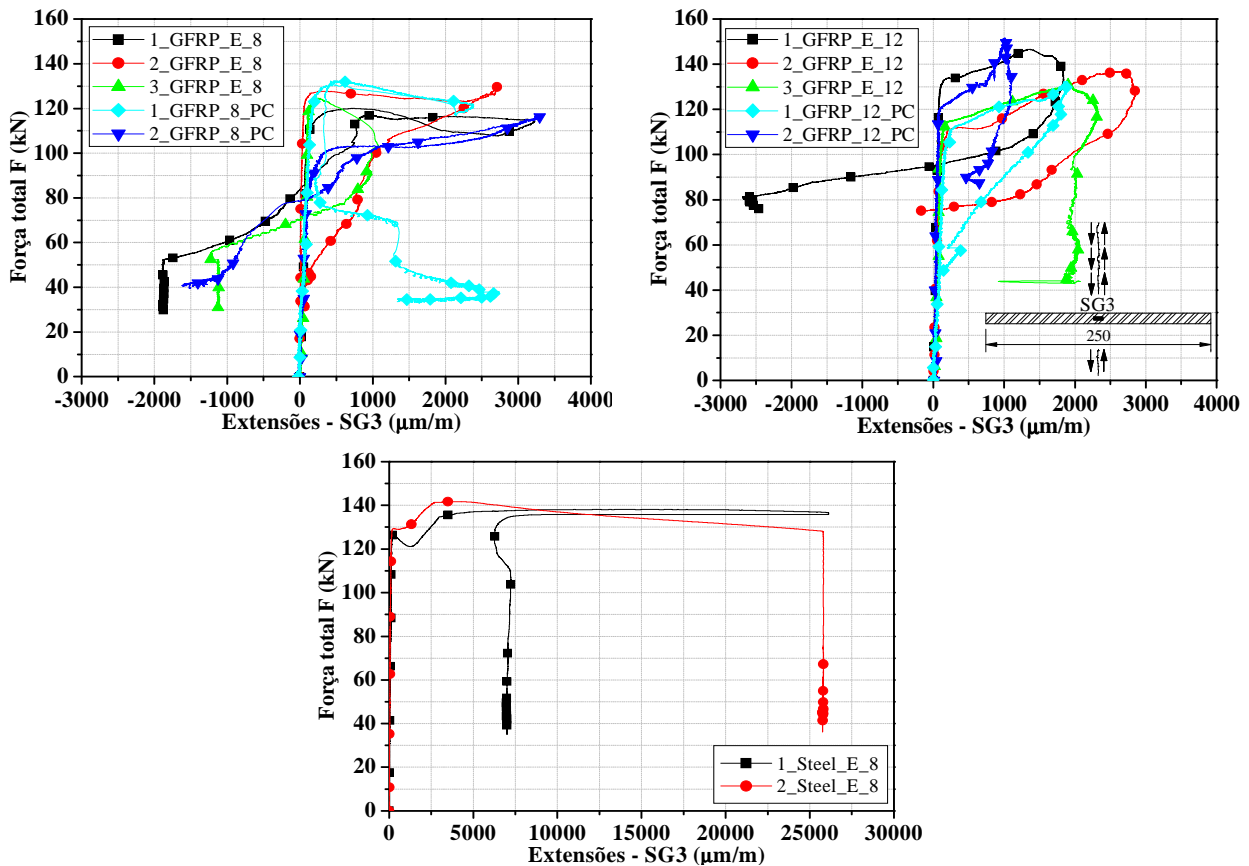 160
140
120
100
80
60
40
20
0
Força total F (kN)
1_GFRP_E_8
2_GFRP_E_8
3_GFRP_E_8
1_GFRP_8_PC
2_GFRP_8_PC
-3000 -2000 -1000 0 1000 2000 3000 4000
Extensões - SG3 (µm/m)
160
140
120
100
80
60
40
20
0
Força total F (kN)
1_GFRP_E_12
2_GFRP_E_12
3_GFRP_E_12
1_GFRP_12_PC
2_GFRP_12_PC
SG3
250
-3000 -2000 -1000 0 1000 2000 3000 4000
Extensões - SG3 (µm/m)
160
140
120
100
80
60
40
20
0
Força total F (kN)
1_Steel_E_8
2_Steel_E_8
0 5000 10000 15000 20000 25000 30000
Extensões - SG3 (µm/m)